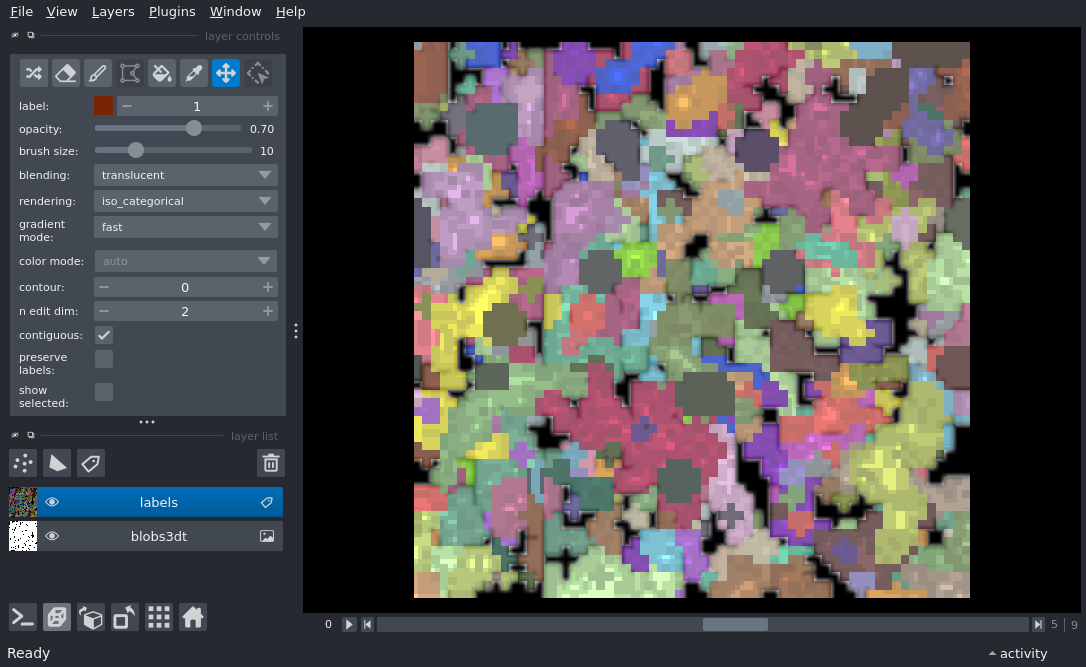 File View Layers Plugins Window Help
layer controls
label: 1
opacity: 0.70
brush size: 10
blending: translucent
rendering: iso_categorical
gradient
mode: fast
color mode: auto
contour: 0
n edit dim: 2
contiguous:
preserve
labels:
show
selected:
layer list
labels
blobs3dt
0 5 | 9
Ready activity